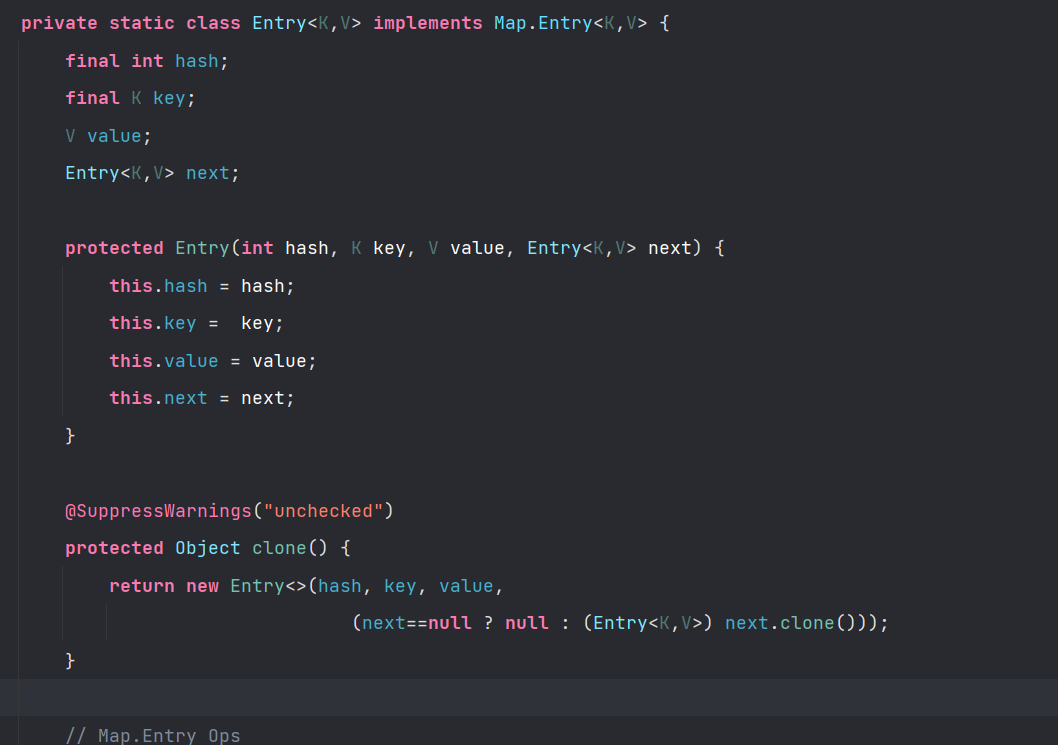 private static class Entry<K,V> implements Map.Entry<K,V> {
    final int hash;
    final K key;
    V value;
    Entry<K,V> next;

    protected Entry(int hash, K key, V value, Entry<K,V> next) {
        this.hash = hash;
        this.key =  key;
        this.value = value;
        this.next = next;
    }

    @SuppressWarnings("unchecked")
    protected Object clone() {
        return new Entry<>(hash, key, value,
                              (next==null ? null : (Entry<K,V>) next.clone()));
    }

    // Map.Entry Ops